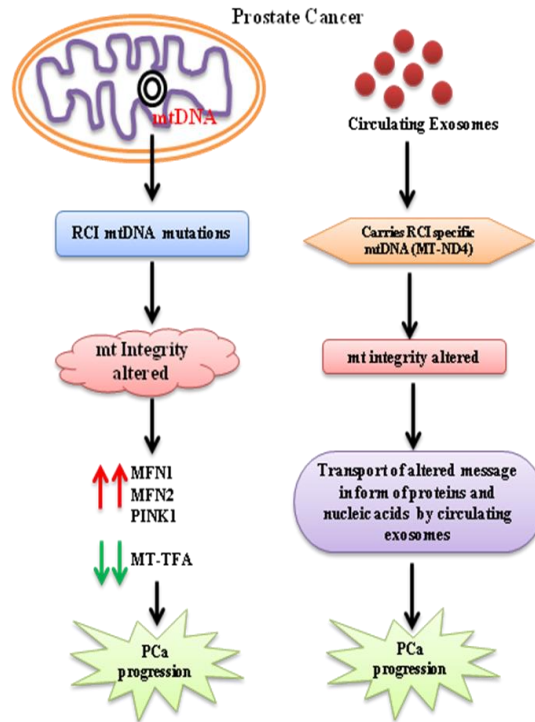 Prostate Cancer
mtDNA
RCI mtDNA mutations
mt Integrity
altered
MFN1
MFN2
PINK1
MT-TFA
PCa
progression
Circulating Exosomes
Carries RCI specific
mtDNA (MT-ND4)
mt integrity altered
Transport of altered message
in form of proteins and
nucleic acids by circulating
exosomes
PCa
progression